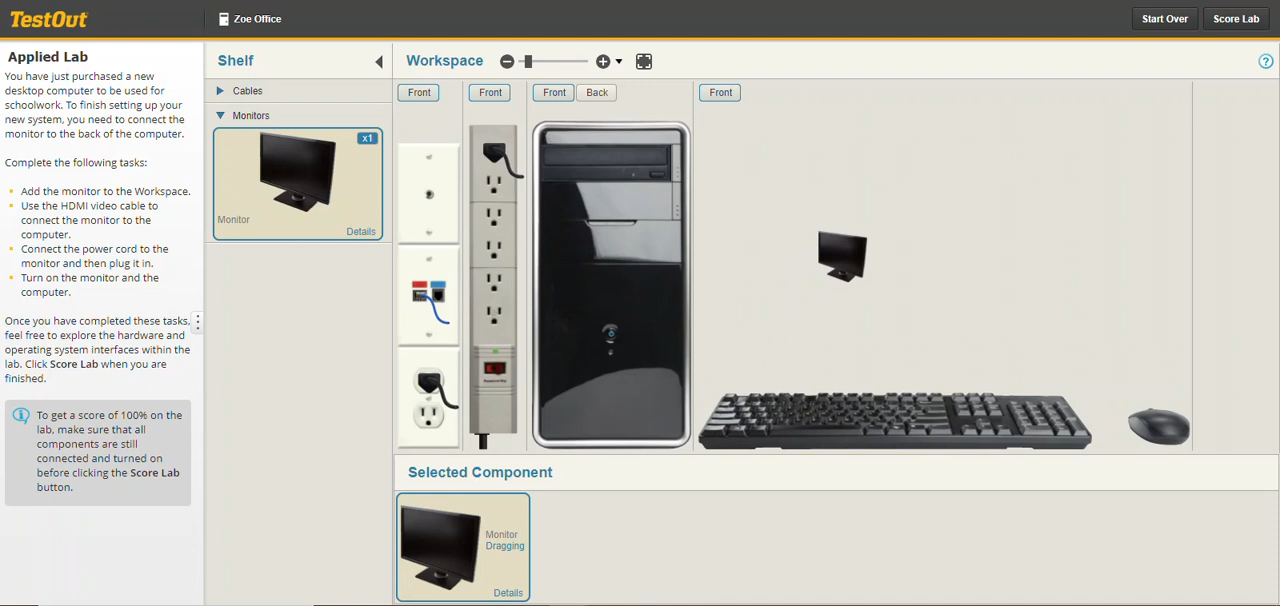 TestOut
Zoe Office
Start Over
Score Lab
Applied Lab
You have just purchased a new
desktop computer to be used for
schoolwork. To finish setting up your
new system, you need to connect the
monitor to the back of the computer.
Complete the following tasks:
Add the monitor to the Workspace.
Use the HDMI video cable to
connect the monitor to the
computer.
Connect the power cord to the
monitor and then plug it in.
Turn on the monitor and the
computer.
Once you have completed these tasks,
feel free to explore the hardware and
operating system interfaces within the
lab. Click Score Lab when you are
finished.
To get a score of 100% on the
lab, make sure that all
components are still
connected and turned on
before clicking the Score Lab
button.
Shelf
Cables
Monitors
x1
Monitor
Details
Workspace
Front
Front
Front
Back
Front
Selected Component
Monitor
Dragging
Details